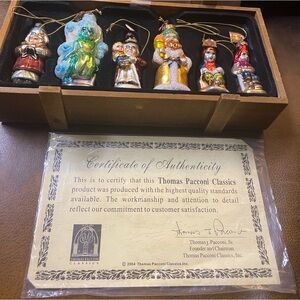 Certificate of Authenticity
This is to certify that this Thomas Pacconi Classics
product was produced with the highest quality standards
available. The workmanship and attention to detail
reflect our commitment to customer satisfaction.
Thomas J. Pacconi, Sr.
Founder and Chairman
Thomas Pacconi Classics, Inc.
CLASSICS
© 2004 Thomas Pacconi Classics, Inc.